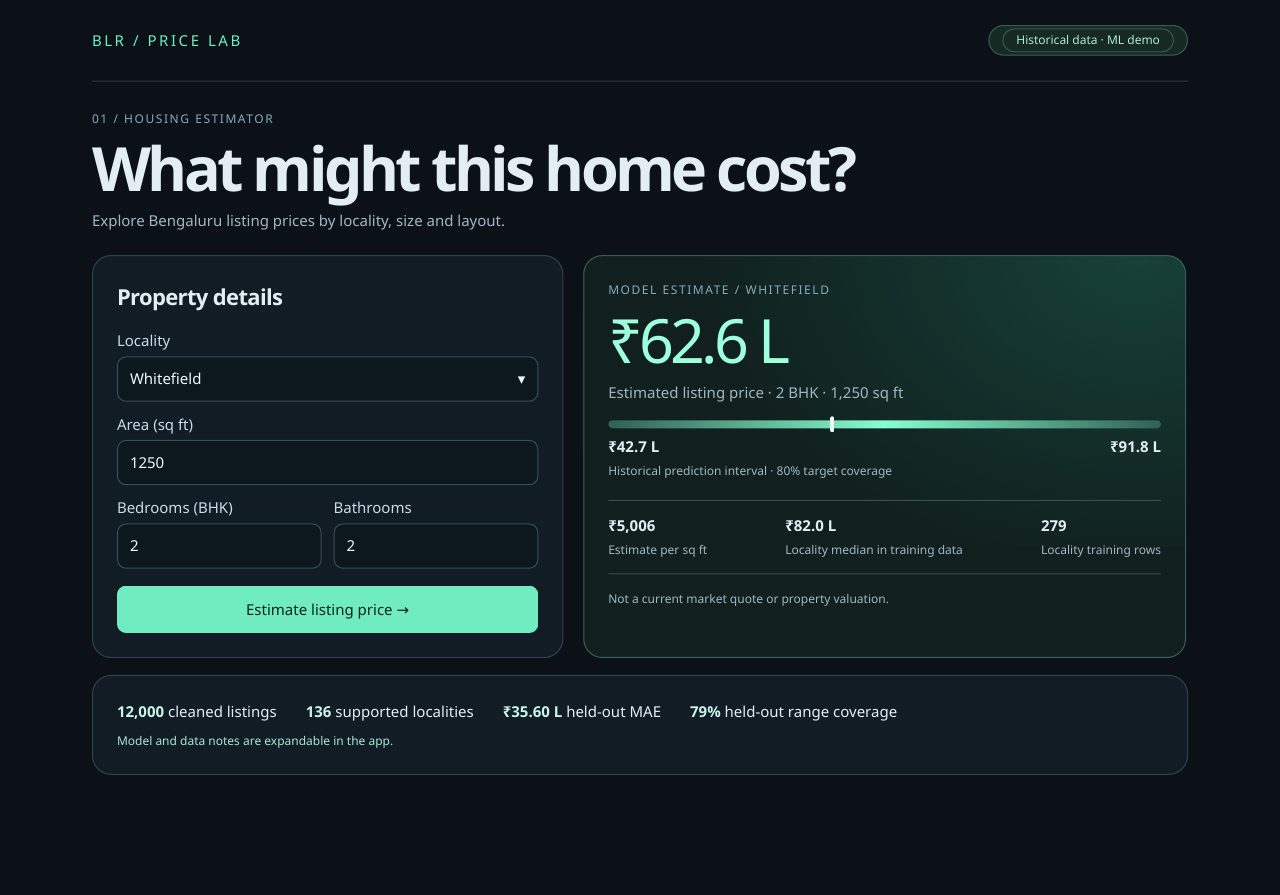 BLR / PRICE LAB
Historical data · ML demo
01 / HOUSING ESTIMATOR
What might this home cost?
Explore Bengaluru listing prices by locality, size and layout.
Property details
Locality
Whitefield ▼
Area (sq ft)
1250
Bedrooms (BHK) Bathrooms
2 2
Estimate listing price →
MODEL ESTIMATE / WHITEFIELD
₹62.6 L
Estimated listing price · 2 BHK · 1,250 sq ft
₹42.7 L ₹91.8 L
Historical prediction interval · 80% target coverage
₹5,006 ₹82.0 L 279
Estimate per sq ft Locality median in training data Locality training rows
Not a current market quote or property valuation.
12,000 cleaned listings 136 supported localities ₹35.60 L held-out MAE 79% held-out range coverage
Model and data notes are expandable in the app.